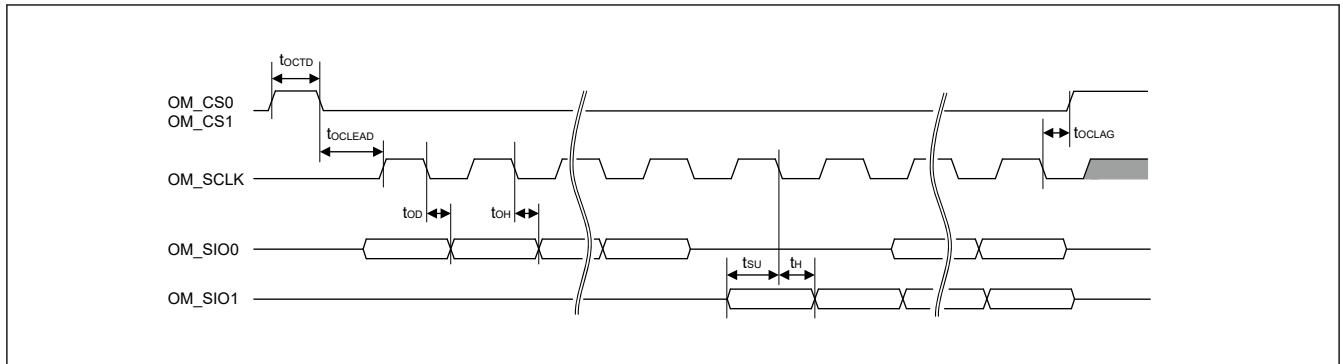 tOCTD
OM_CS0
OM_CS1
tOCLEAD
tOCLAG
OM_SCLK
tOD
tOH
OM_SIO0
tSU
tH
OM_SIO1